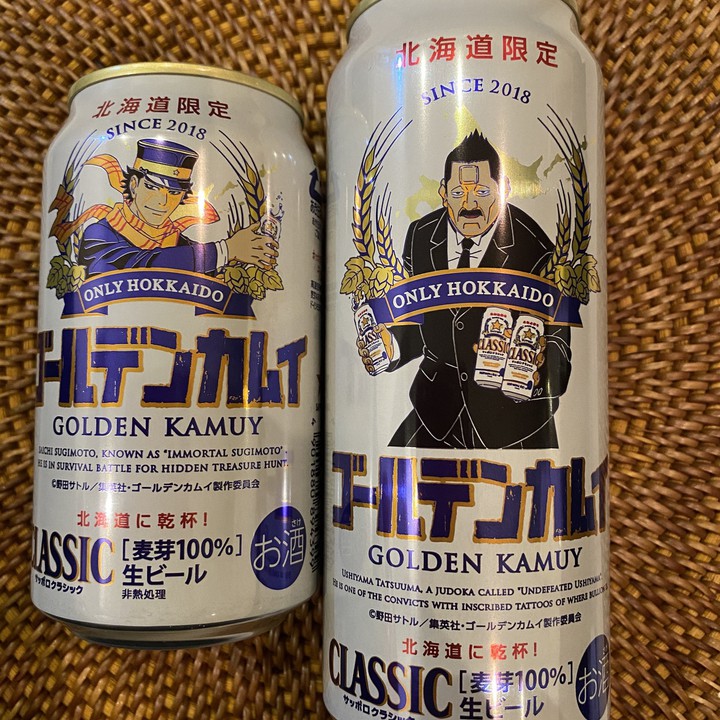 北海道限定
SINCE 2018
ONLY HOKKAIDO
ゴールデンカムイ
GOLDEN KAMUY
SAICHI SUGIMOTO, KNOWN AS "IMMORTAL SUGIMOTO",
HE IS IN SURVIVAL BATTLE FOR HIDDEN TREASURE HUNT.
©野田サトル／集英社・ゴールデンカムイ製作委員会
北海道に乾杯！
CLASSIC
サッポロクラシック
[麦芽100%]
生ビール
非熱処理
さけ
お酒
北海道限定
SINCE 2018
ONLY HOKKAIDO
CLASSIC
CLASSIC
ゴールデンカムイ
GOLDEN KAMUY
USHIYAMA TATSUUMA, A JUDOKA CALLED "UNDEFEATED USHIYAMA".
HE IS ONE OF THE CONVICTS WITH INSCRIBED TATTOOS OF WHERE BULLION
©野田サトル／集英社・ゴールデンカムイ製作委員会
北海道に乾杯！
CLASSIC
サッポロクラシック
[麦芽100%]
生ビール
お酒